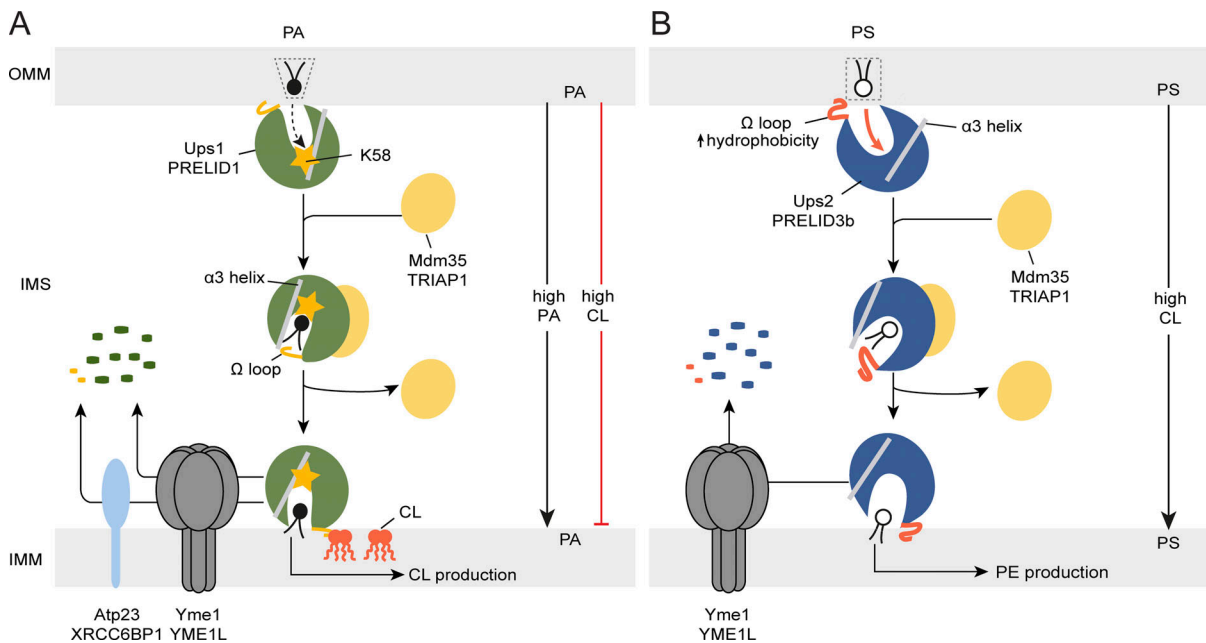 A
PA
OMM
PA
Ups1
PRELID1
K58
Mdm35
TRIAP1
IMS
α3 helix
high
PA
high
CL
Ω loop
CL
PA
IMM
CL production
Atp23
XRCC6BP1
Yme1
YME1L
B
PS
PS
Ω loop
hydrophobicity
α3 helix
Ups2
PRELID3b
Mdm35
TRIAP1
high
CL
PS
PE production
Yme1
YME1L